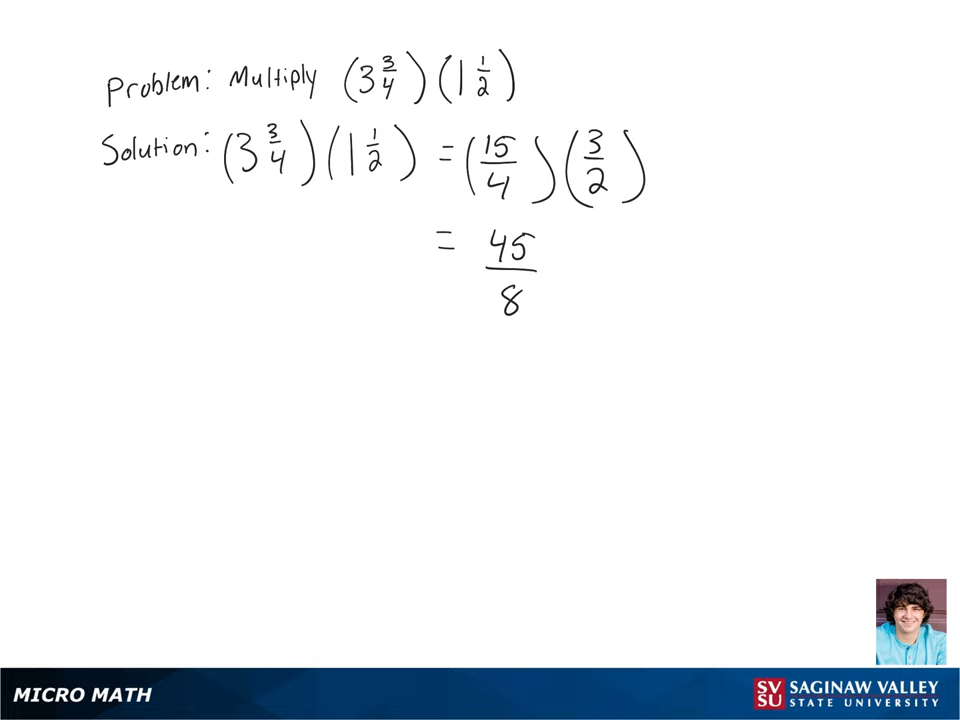 Problem: Multiply (3 3/4)(1 1/2)
Solution: (3 3/4)(1 1/2) = (15/4)(3/2)
= 45/8
MICRO MATH
SVSU SAGINAW VALLEY
STATE UNIVERSITY